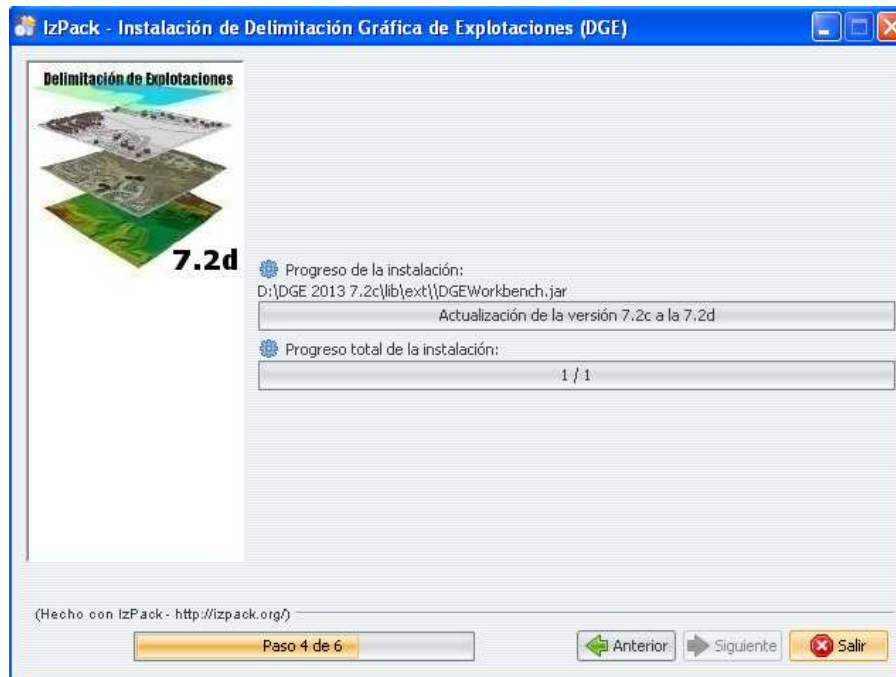 IzPack - Instalación de Delimitación Gráfica de Explotaciones (DGE)
Delimitación de Explotaciones
7.2d
Progreso de la instalación:
D:\DGE 2013 7.2c\lib\ext\\DGEWorkbench.jar
Actualización de la versión 7.2c a la 7.2d
Progreso total de la instalación:
1 / 1
(Hecho con IzPack - http://izpack.org/)
Paso 4 de 6
Anterior
Siguiente
Salir